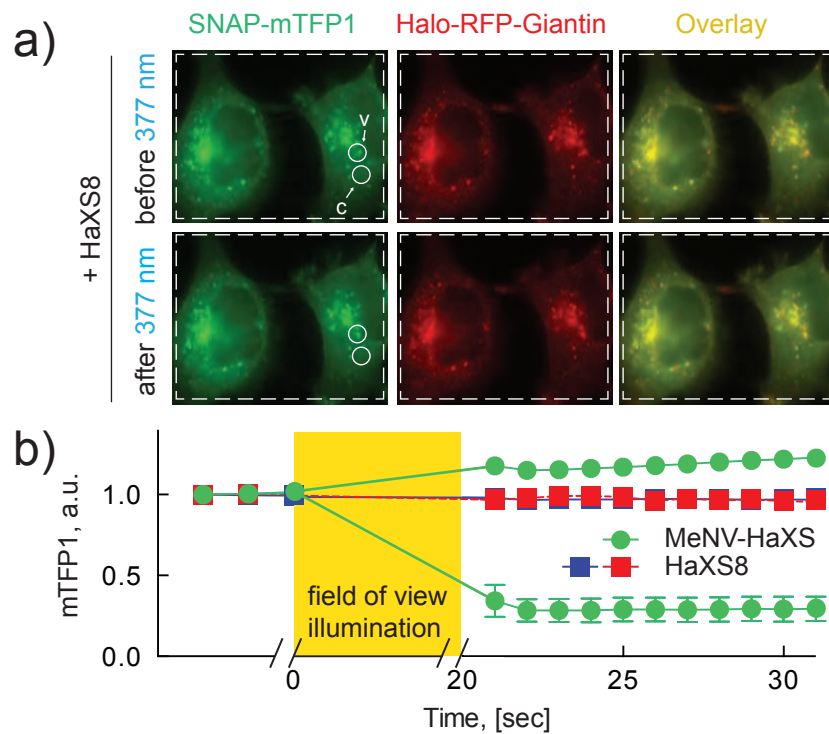 a)
SNAP-mTFP1
Halo-RFP-Giantin
Overlay
+ HaXS8
before 377 nm
v
c
after 377 nm
b)
mTFP1, a.u.
1.0
0.5
0.0
field of view
illumination
MeNV-HaXS
HaXS8
0
20
25
30
Time, [sec]